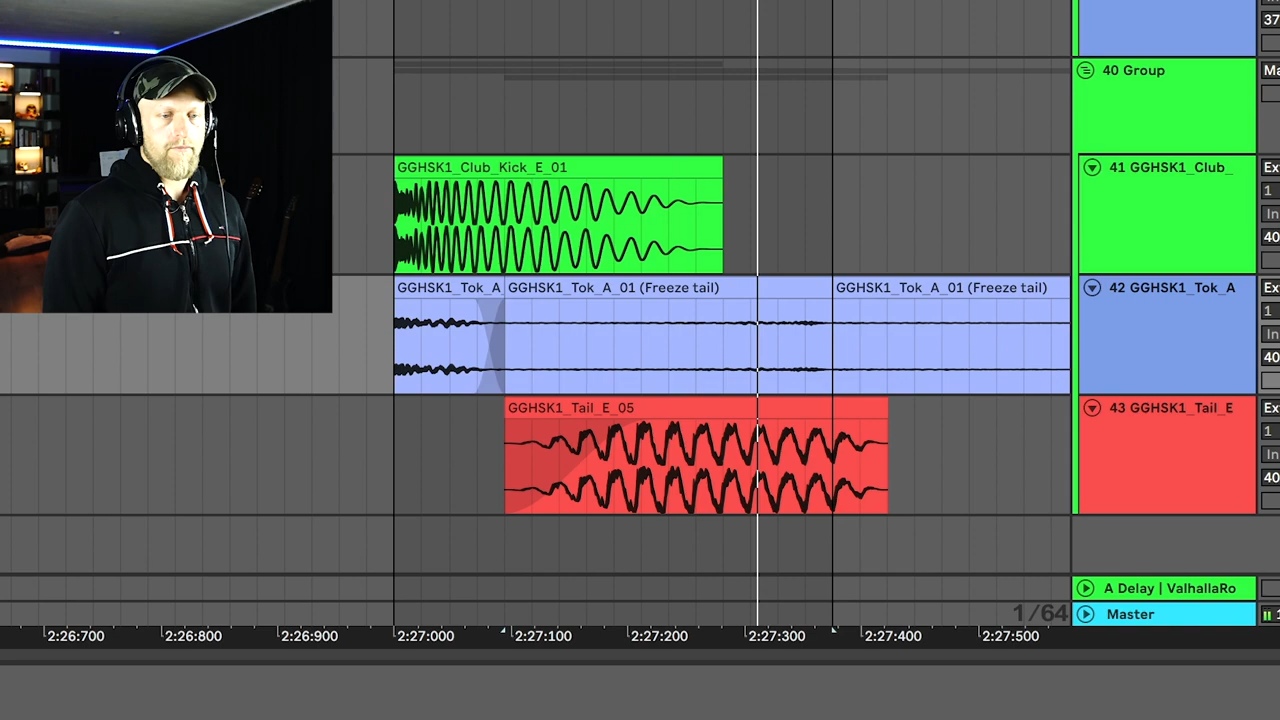 37
40 Group
Ma
GGHSK1_Club_Kick_E_01
41 GGHSK1_Club_
Ex
1
In
40
GGHSK1_Tok_A
GGHSK1_Tok_A_01 (Freeze tail)
GGHSK1_Tok_A_01 (Freeze tail)
42 GGHSK1_Tok_A
Ex
1
In
40
GGHSK1_Tail_E_05
43 GGHSK1_Tail_E
Ex
1
In
40
A Delay | ValhallaRo
1/64
Master
1
2:26:700
2:26:800
2:26:900
2:27:000
2:27:100
2:27:200
2:27:300
2:27:400
2:27:500